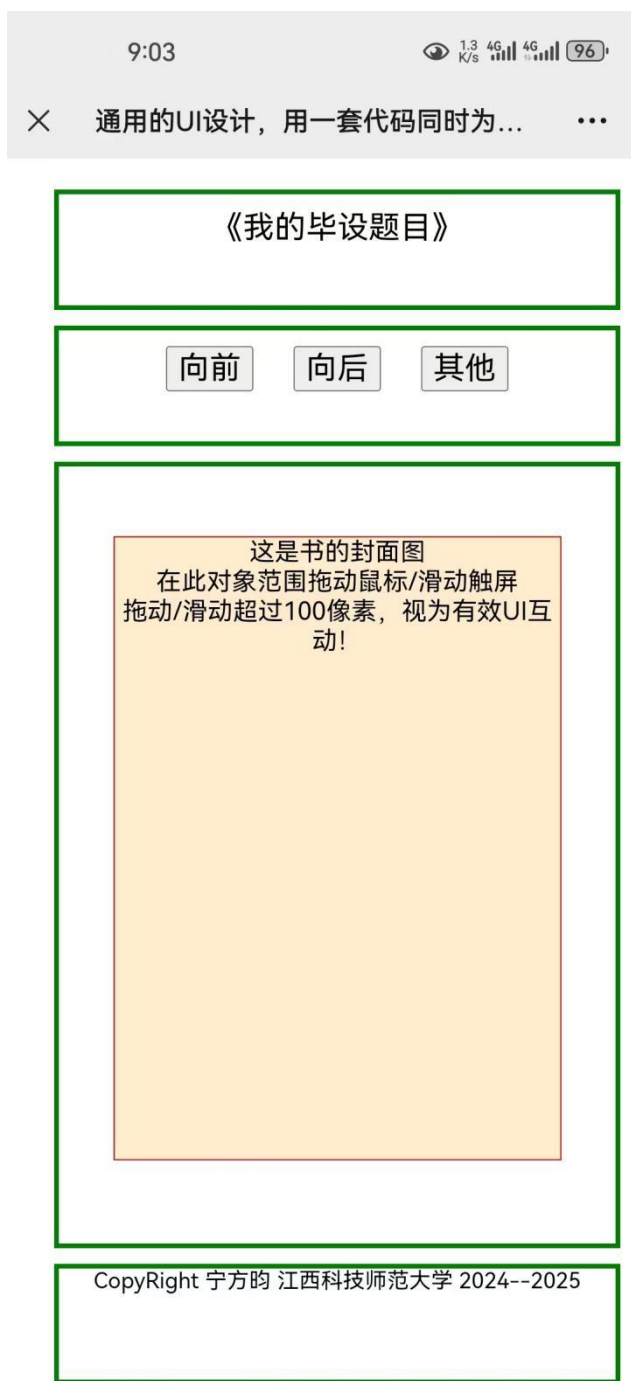 9:03
1.3 K/s 4G 4G 96
通用的UI设计，用一套代码同时为...
《我的毕设题目》
向前 向后 其他
这是书的封面图
在此对象范围拖动鼠标/滑动触屏
拖动/滑动超过100像素，视为有效UI互
动！
CopyRight 宁方昀 江西科技师范大学 2024--2025